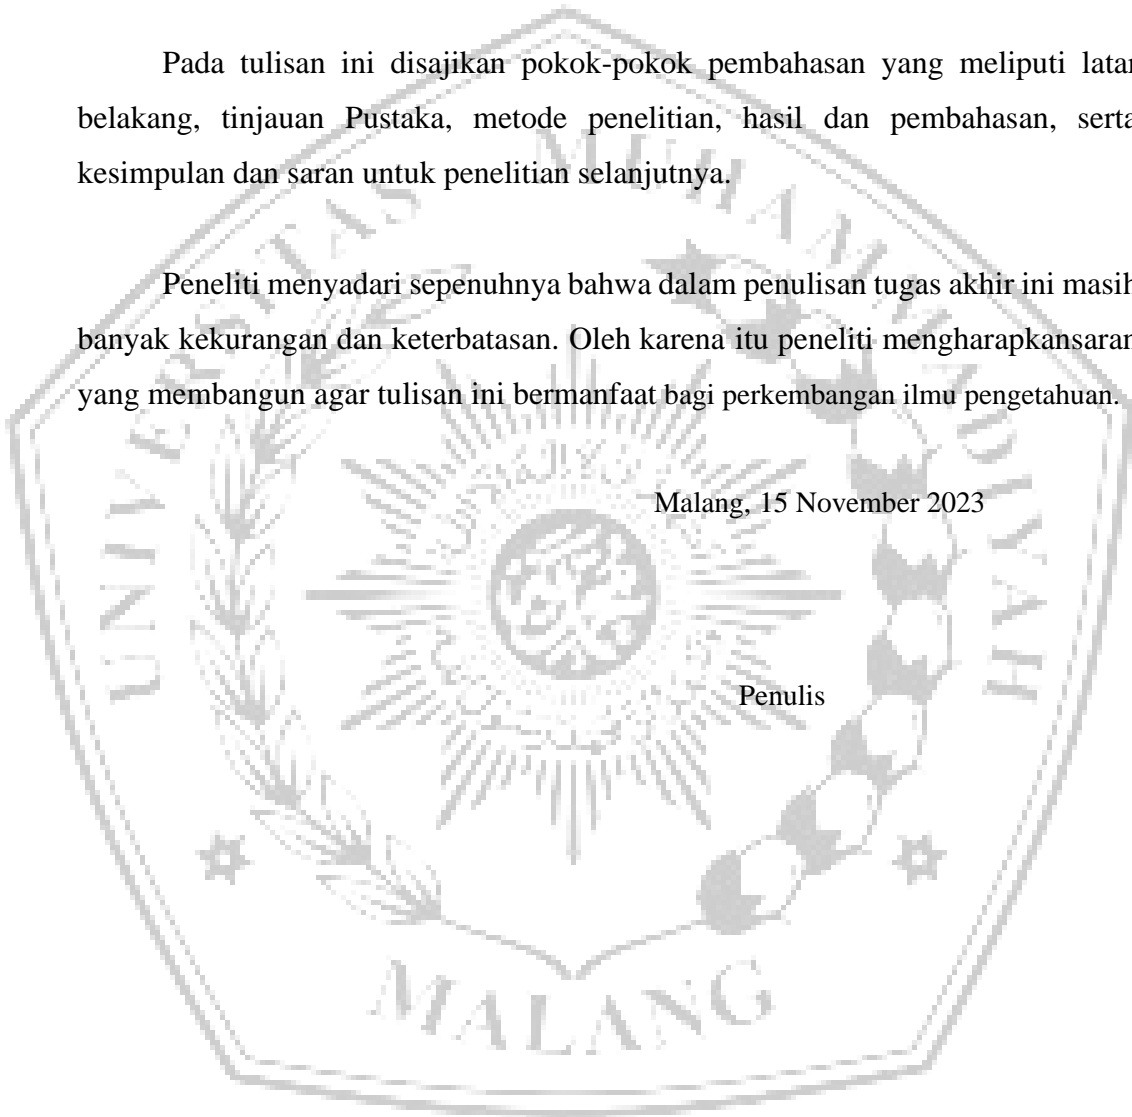 Pada tulisan ini disajikan pokok-pokok pembahasan yang meliputi latar
belakang, tinjauan Pustaka, metode penelitian, hasil dan pembahasan, serta
kesimpulan dan saran untuk penelitian selanjutnya.
Peneliti menyadari sepenuhnya bahwa dalam penulisan tugas akhir ini masih
banyak kekurangan dan keterbatasan. Oleh karena itu peneliti mengharapkansaran
yang membangun agar tulisan ini bermanfaat bagi perkembangan ilmu pengetahuan.
Malang, 15 November 2023
Penulis
UNIVERSITAS MUHAMMADIYAH
MALANG